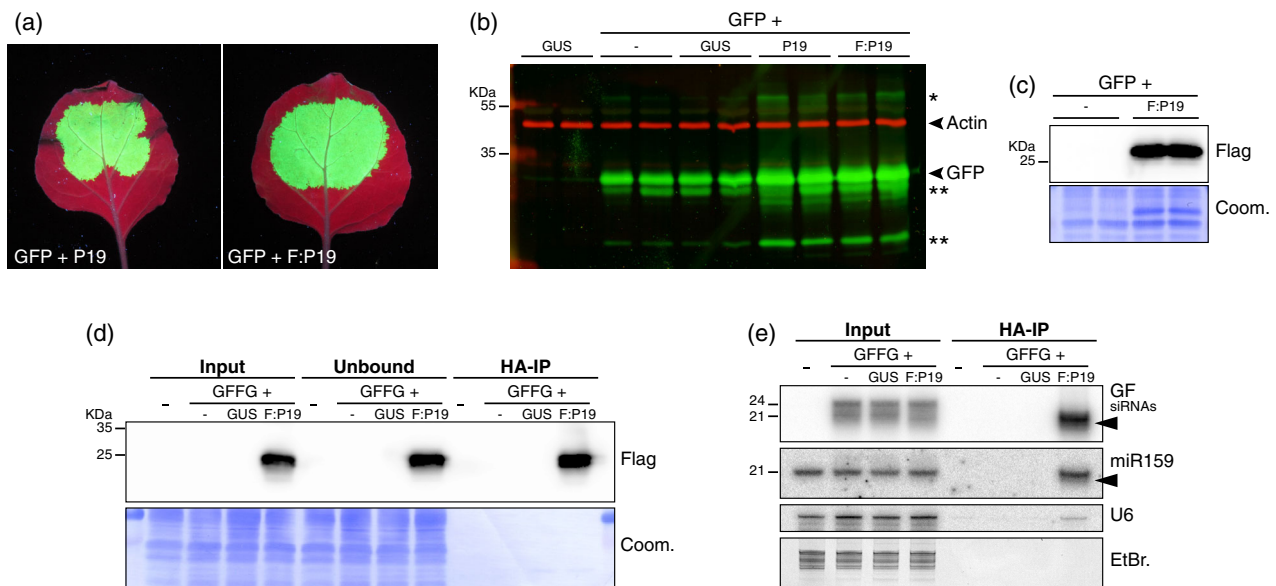 (a)
GFP + P19
GFP + F:P19
(b)
GFP +
GUS
-
GUS
P19
F:P19
KDa
55
35
*
Actin
GFP
**
**
(c)
GFP +
-
F:P19
KDa
25
Flag
Coom.
(d)
Input
Unbound
HA-IP
GFFG +
GFFG +
GFFG +
-
-
GUS
F:P19
-
-
GUS
F:P19
-
-
GUS
F:P19
KDa
35
25
Flag
Coom.
(e)
Input
HA-IP
GFFG +
GFFG +
-
-
GUS
F:P19
-
-
GUS
F:P19
24
21
GF
siRNAs
21
miR159
U6
EtBr.